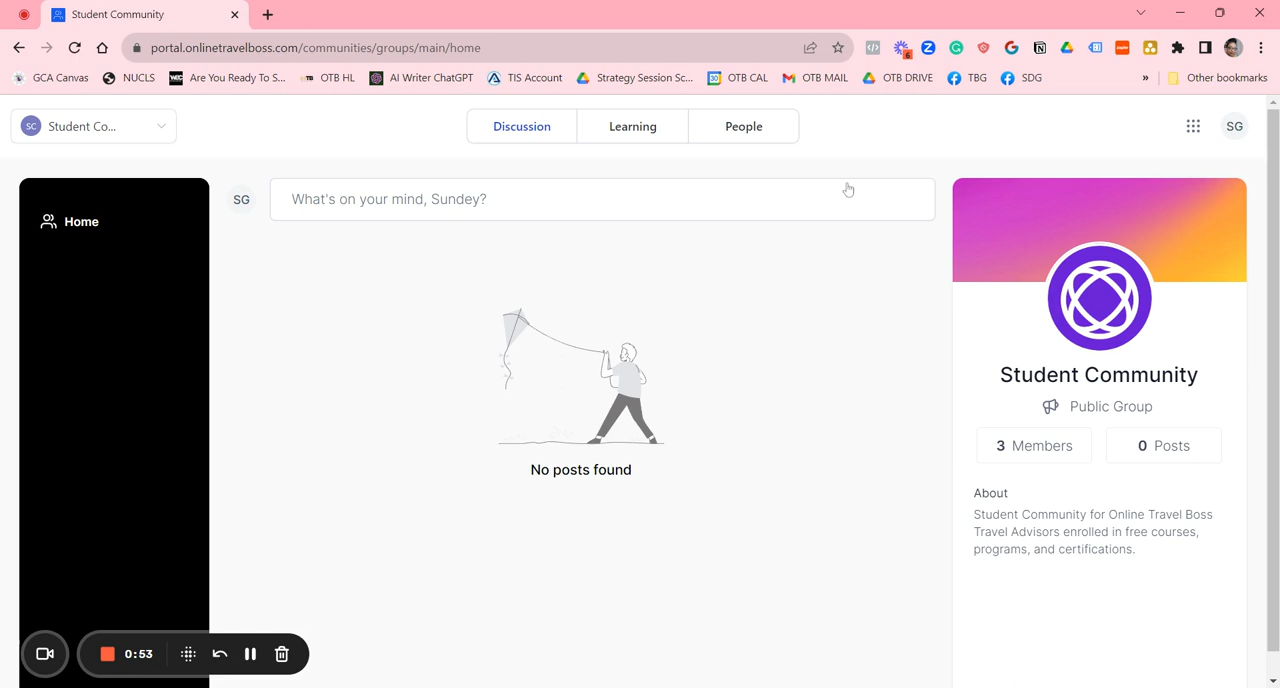 Student Community
portal.onlinetravelboss.com/communities/groups/main/home
6
GCA Canvas
NUCLS
Are You Ready To S...
OTB HL
AI Writer ChatGPT
TIS Account
Strategy Session Sc...
OTB CAL
OTB MAIL
OTB DRIVE
TBG
SDG
»
Other bookmarks
SC Student Co...
Discussion
Learning
People
SG
Home
SG
What's on your mind, Sundey?
No posts found
Student Community
Public Group
3 Members
0 Posts
About
Student Community for Online Travel Boss
Travel Advisors enrolled in free courses,
programs, and certifications.
0:53